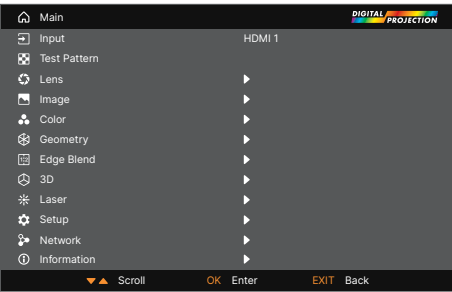 Main
DIGITAL
PROJECTION
Input HDMI 1
Test Pattern
Lens
Image
Color
Geometry
Edge Blend
3D
Laser
Setup
Network
Information
Scroll OK Enter EXIT Back